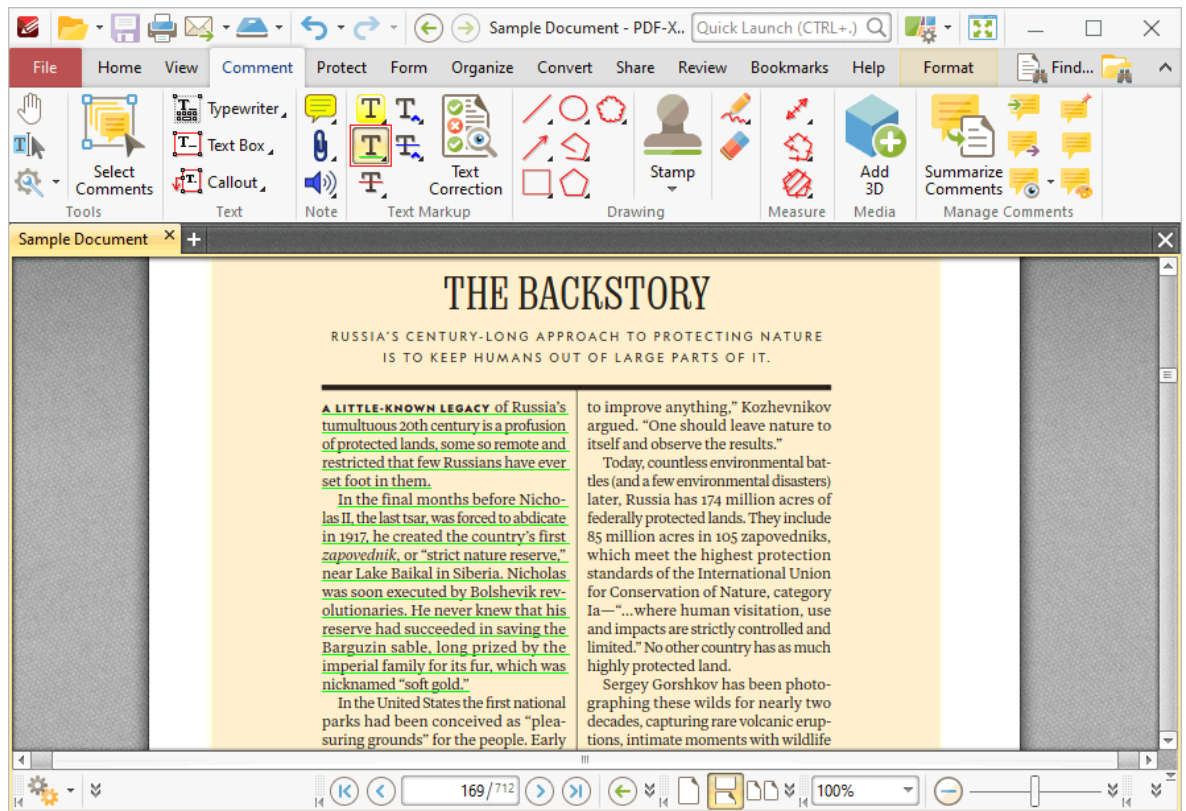 Sample Document - PDF-X..
Quick Launch (CTRL+.)
File Home View Comment Protect Form Organize Convert Share Review Bookmarks Help Format Find...
Select
Comments
Tools
Typewriter
Text Box
Callout
Text
Note
Text
Correction
Text Markup
Drawing
Stamp
Measure
Add
3D
Media
Summarize
Comments
Manage Comments
Sample Document
THE BACKSTORY
RUSSIA'S CENTURY-LONG APPROACH TO PROTECTING NATURE
IS TO KEEP HUMANS OUT OF LARGE PARTS OF IT.
A LITTLE-KNOWN LEGACY of Russia's
tumultuous 20th century is a profusion
of protected lands, some so remote and
restricted that few Russians have ever
set foot in them.
In the final months before Nicho-
las II, the last tsar, was forced to abdicate
in 1917, he created the country's first
zapovednik, or “strict nature reserve,”
near Lake Baikal in Siberia. Nicholas
was soon executed by Bolshevik rev-
olutionaries. He never knew that his
reserve had succeeded in saving the
Barguzin sable, long prized by the
imperial family for its fur, which was
nicknamed “soft gold.”
In the United States the first national
parks had been conceived as “plea-
suring grounds” for the people. Early
to improve anything,” Kozhevnikov
argued. “One should leave nature to
itself and observe the results.”
Today, countless environmental bat-
tles (and a few environmental disasters)
later, Russia has 174 million acres of
federally protected lands. They include
85 million acres in 105 zapovedniks,
which meet the highest protection
standards of the International Union
for Conservation of Nature, category
Ia—“...where human visitation, use
and impacts are strictly controlled and
limited.” No other country has as much
highly protected land.
Sergey Gorshkov has been photo-
graphing these wilds for nearly two
decades, capturing rare volcanic erup-
tions, intimate moments with wildlife
169/712
100%